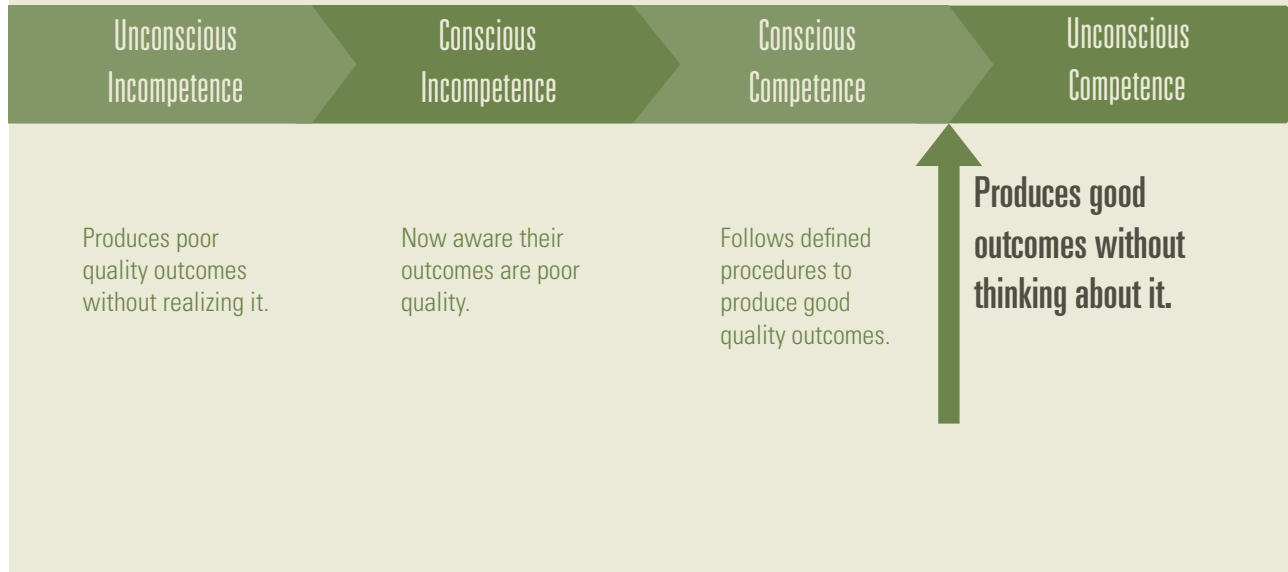 Unconscious
Incompetence
Conscious
Incompetence
Conscious
Competence
Unconscious
Competence
Produces poor
quality outcomes
without realizing it.
Now aware their
outcomes are poor
quality.
Follows defined
procedures to
produce good
quality outcomes.
Produces good
outcomes without
thinking about it.